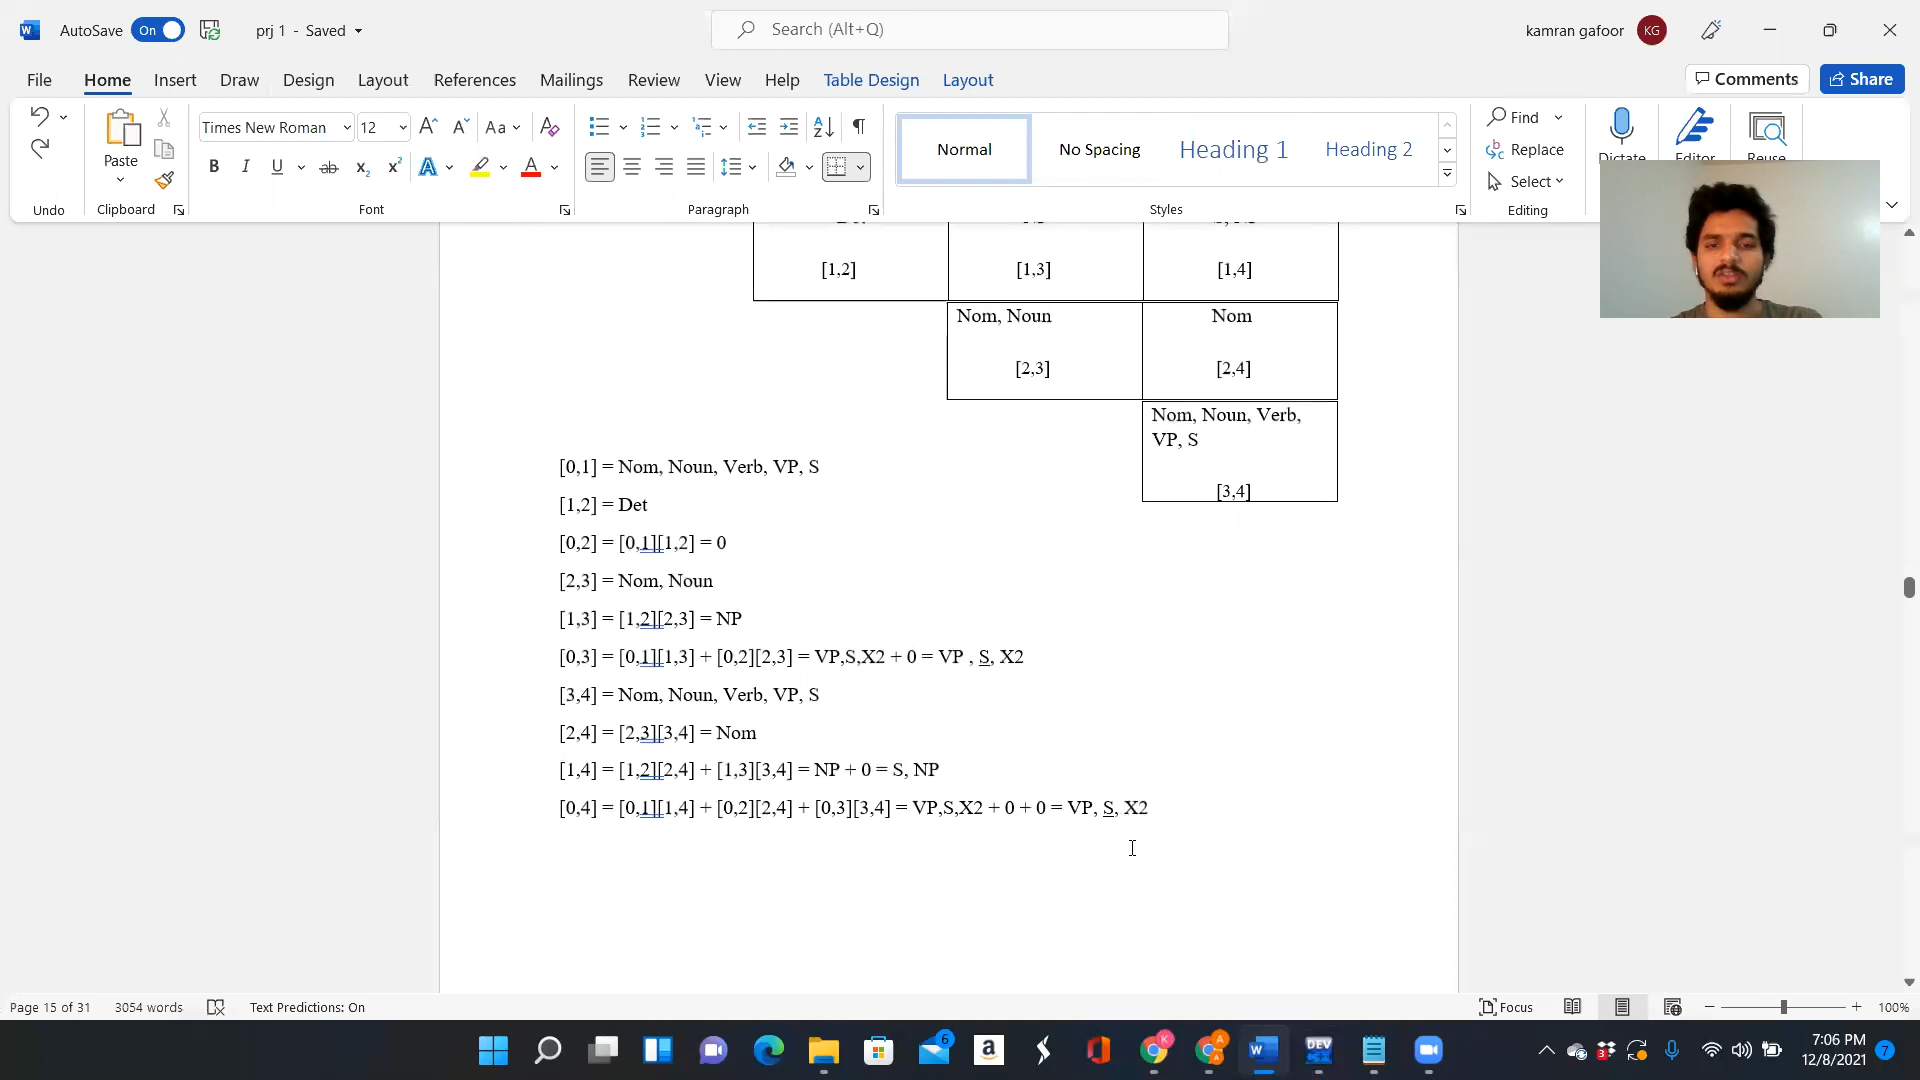 AutoSave On prj 1 - Saved Search (Alt+Q) kamran gafoor KG
File Home Insert Draw Design Layout References Mailings Review View Help Table Design Layout Comments Share
Times New Roman 12 Aa Find
Paste Normal No Spacing Heading 1 Heading 2 Replace Dictate Editor Reuse
B I U ab x₂ x² A A Select
Undo Clipboard Font Paragraph Styles Editing
[1,2] [1,3] [1,4]
Nom, Noun Nom
[2,3] [2,4]
Nom, Noun, Verb,
VP, S
[3,4]
[0,1] = Nom, Noun, Verb, VP, S
[1,2] = Det
[0,2] = [0,1][1,2] = 0
[2,3] = Nom, Noun
[1,3] = [1,2][2,3] = NP
[0,3] = [0,1][1,3] + [0,2][2,3] = VP,S,X2 + 0 = VP , S, X2
[3,4] = Nom, Noun, Verb, VP, S
[2,4] = [2,3][3,4] = Nom
[1,4] = [1,2][2,4] + [1,3][3,4] = NP + 0 = S, NP
[0,4] = [0,1][1,4] + [0,2][2,4] + [0,3][3,4] = VP,S,X2 + 0 + 0 = VP, S, X2
Page 15 of 31 3054 words Text Predictions: On Focus 100%
7:06 PM
12/8/2021